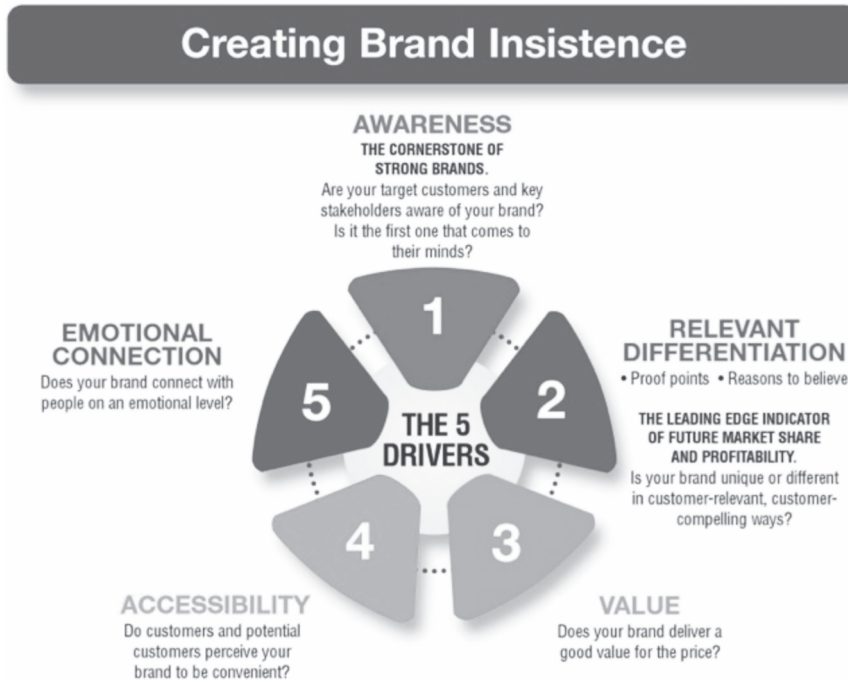 Creating Brand Insistence
AWARENESS
THE CORNERSTONE OF
STRONG BRANDS.
Are your target customers and key
stakeholders aware of your brand?
Is it the first one that comes to
their minds?
1
RELEVANT
DIFFERENTIATION
• Proof points • Reasons to believe
THE LEADING EDGE INDICATOR
OF FUTURE MARKET SHARE
AND PROFITABILITY.
Is your brand unique or different
in customer-relevant, customer-
compelling ways?
2
VALUE
Does your brand deliver a
good value for the price?
3
ACCESSIBILITY
Do customers and potential
customers perceive your
brand to be convenient?
4
EMOTIONAL
CONNECTION
Does your brand connect with
people on an emotional level?
5
THE 5
DRIVERS